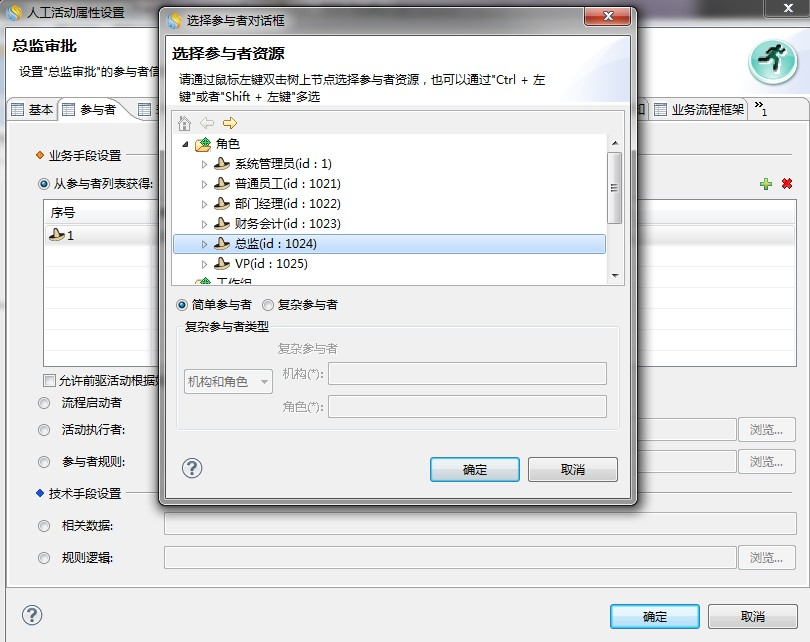 人工活动属性设置
总监审批
设置"总监审批"的参与者信
基本
参与者
业务流程框架
»1
业务手段设置
从参与者列表获得:
序号
1
允许前驱活动根据
流程启动者
活动执行者:
浏览...
参与者规则:
浏览...
技术手段设置
相关数据:
规则逻辑:
浏览...
确定
取消
选择参与者对话框
选择参与者资源
请通过鼠标左键双击树上节点选择参与者资源，也可以通过"Ctrl + 左
键"或者"Shift + 左键"多选
角色
系统管理员(id : 1)
普通员工(id : 1021)
部门经理(id : 1022)
财务会计(id : 1023)
总监(id : 1024)
VP(id : 1025)
工作组
简单参与者
复杂参与者
复杂参与者类型
复杂参与者
机构和角色
机构(*):
角色(*):
确定
取消